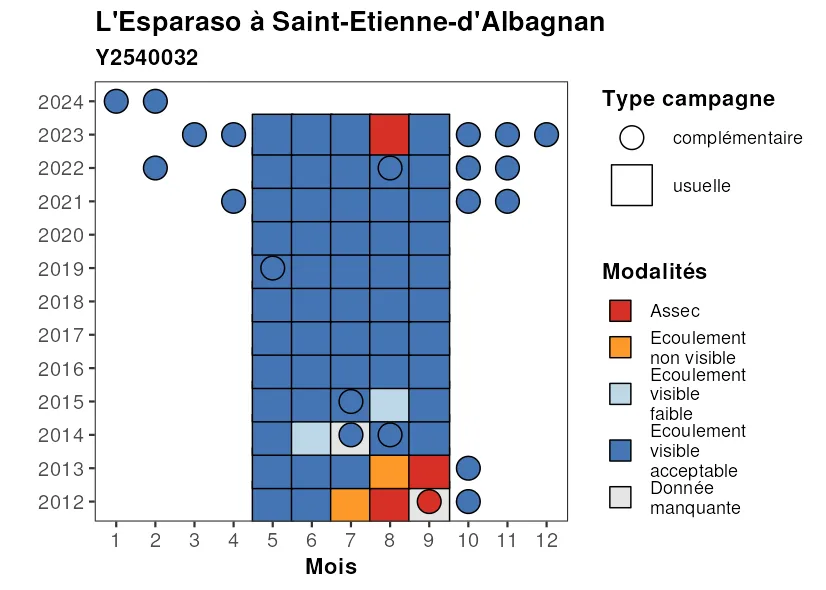 L'Esparaso à Saint-Etienne-d'Albagnan
Y2540032
2024
2023
2022
2021
2020
2019
2018
2017
2016
2015
2014
2013
2012
1 2 3 4 5 6 7 8 9 10 11 12
Mois
Type campagne
complémentaire
usuelle
Modalités
Assec
Ecoulement
non visible
Ecoulement
visible
faible
Ecoulement
visible
acceptable
Donnée
manquante